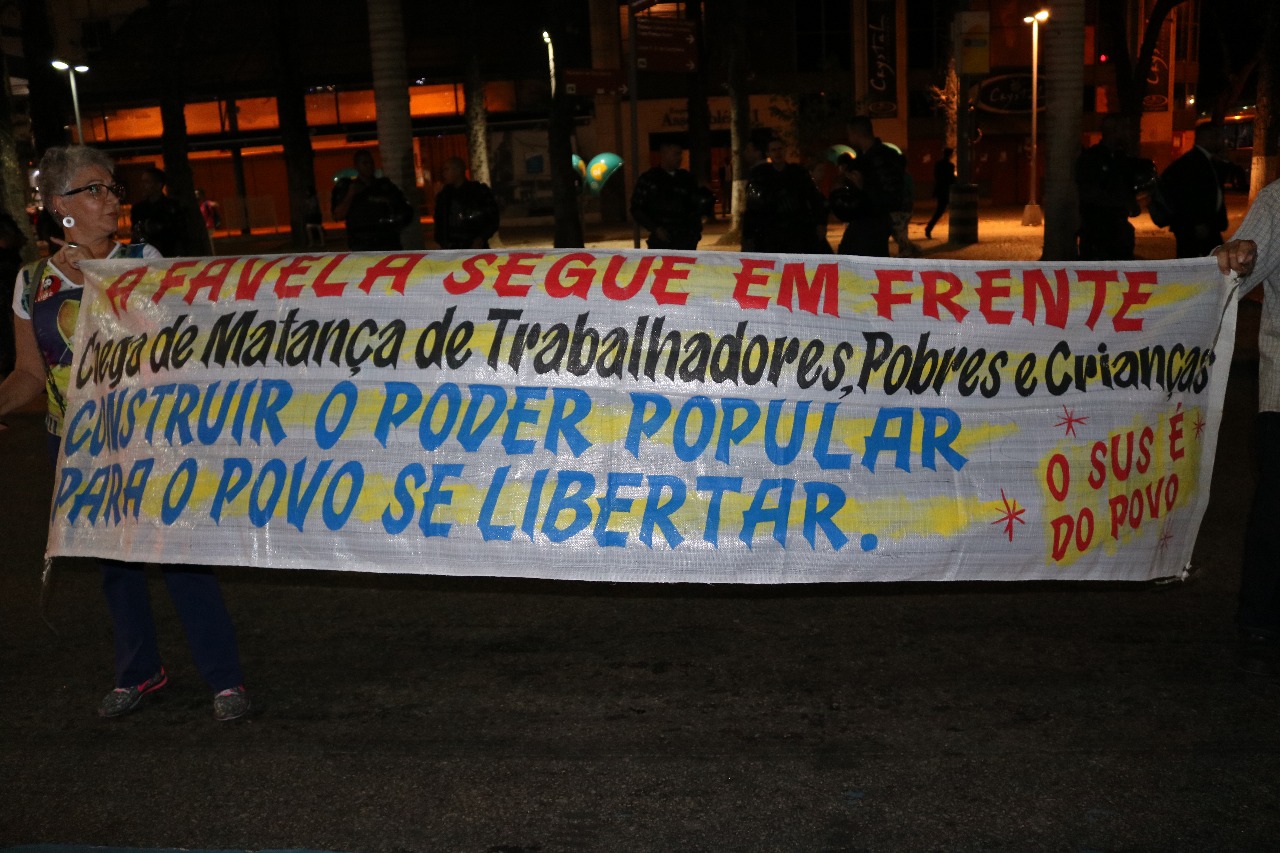 A FAVELA SEGUE EM FRENTE
Chega de Matança de Trabalhadores, Pobres e Crianças
CONSTRUIR O PODER POPULAR
PARA O POVO SE LIBERTAR.
O SUS É
DO POVO
Crystal